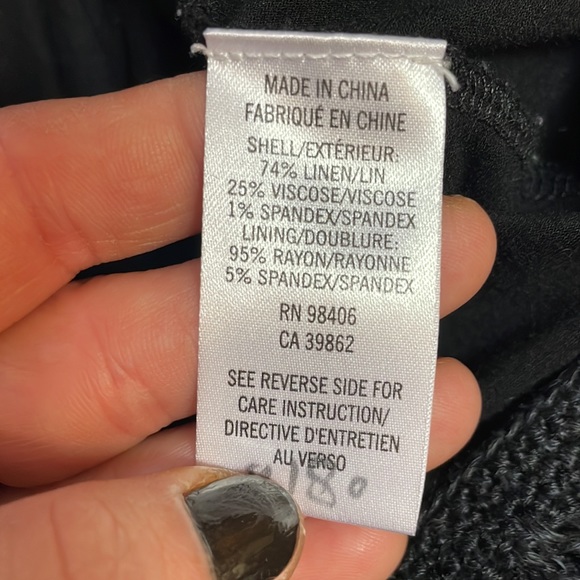 MADE IN CHINA
FABRIQUÉ EN CHINE
SHELL/EXTÉRIEUR:
74% LINEN/LIN
25% VISCOSE/VISCOSE
1% SPANDEX/SPANDEX
LINING/DOUBLURE:
95% RAYON/RAYONNE
5% SPANDEX/SPANDEX
RN 98406
CA 39862
SEE REVERSE SIDE FOR
CARE INSTRUCTION/
DIRECTIVE D'ENTRETIEN
AU VERSO